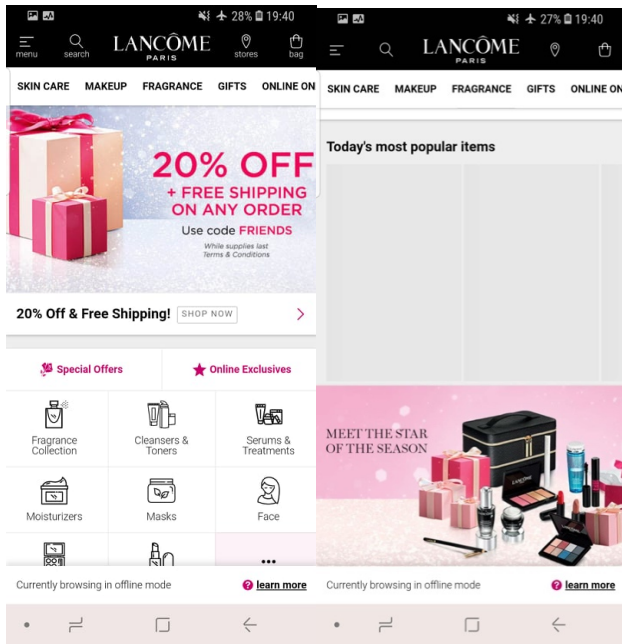 28% 19:40
menu
search
LANCÔME
PARIS
stores
bag
SKIN CARE MAKEUP FRAGRANCE GIFTS ONLINE ON
20% OFF
+ FREE SHIPPING
ON ANY ORDER
Use code FRIENDS
While supplies last
Terms & Conditions
20% Off & Free Shipping! SHOP NOW
Special Offers
Online Exclusives
Fragrance
Collection
Cleansers &
Toners
Serums &
Treatments
Moisturizers
Masks
Face
Currently browsing in offline mode
? learn more
27% 19:40
LANCÔME
PARIS
SKIN CARE MAKEUP FRAGRANCE GIFTS ONLINE ON
Today's most popular items
MEET THE STAR
OF THE SEASON
Currently browsing in offline mode
? learn more